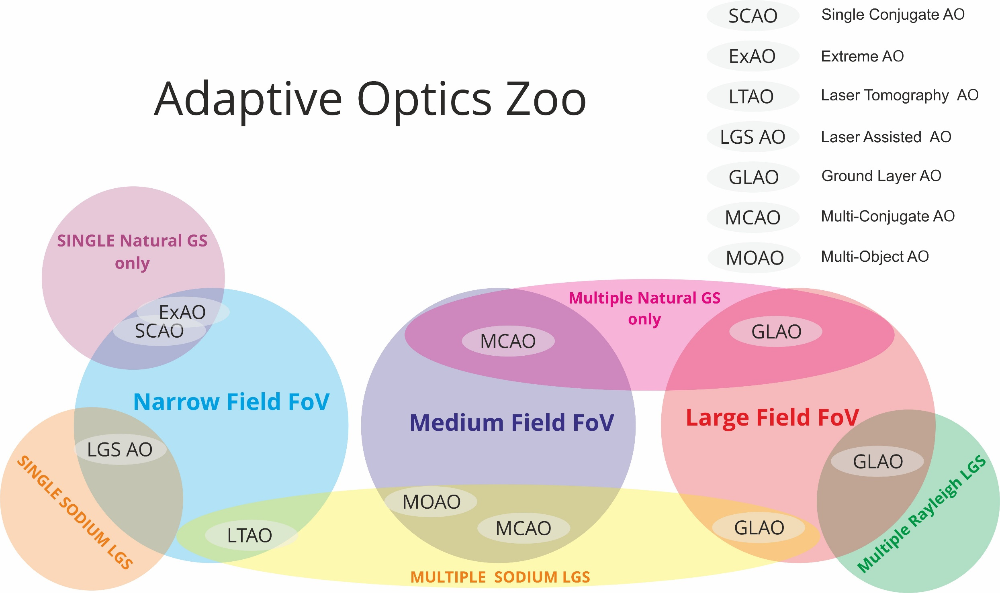 SCAO Single Conjugate AO
ExAO Extreme AO
Adaptive Optics Zoo
LTAO Laser Tomography AO
LGS AO Laser Assisted AO
GLAO Ground Layer AO
MCAO Multi-Conjugate AO
MOAO Multi-Object AO
SINGLE Natural GS
only
ExAO
SCAO
Multiple Natural GS
only
MCAO
GLAO
Narrow Field FoV
Medium Field FoV
Large Field FoV
LGS AO
SINGLE SODIUM LGS
LTAO
MOAO
MCAO
GLAO
GLAO
Multiple Rayleigh LGS
MULTIPLE SODIUM LGS